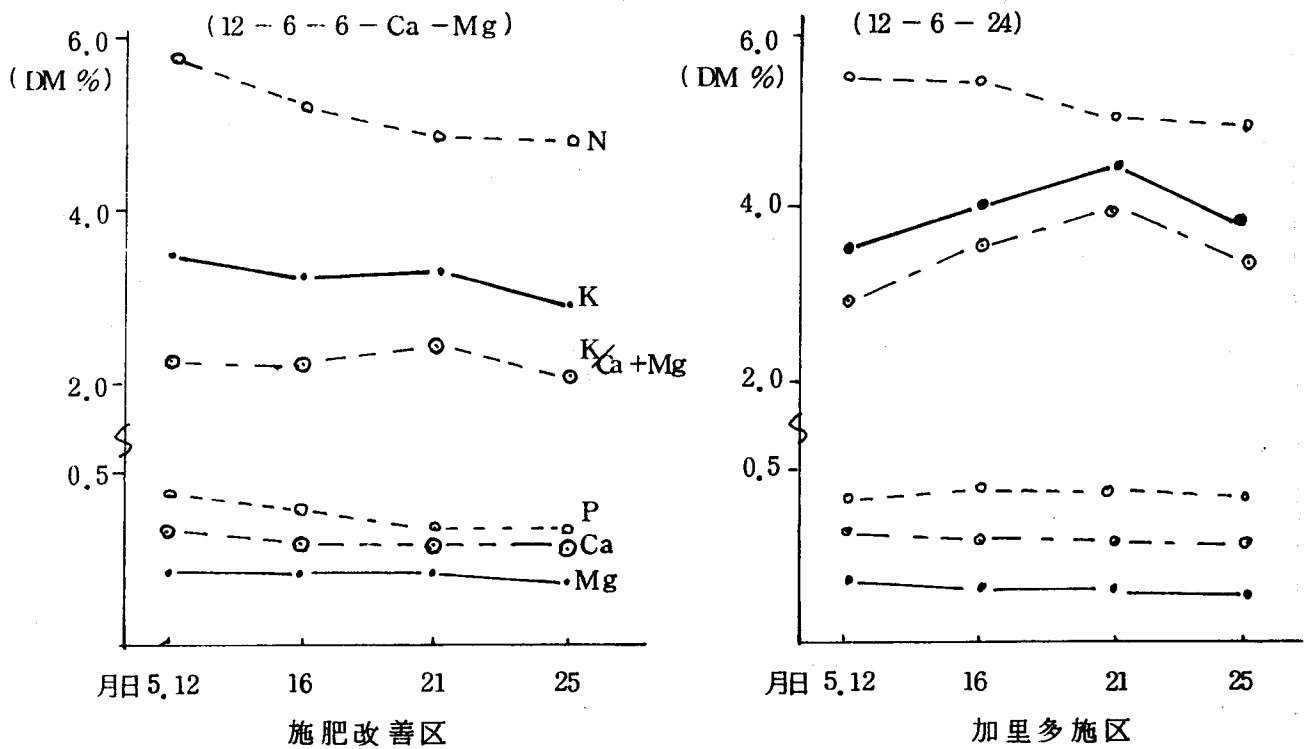 (12-6-6-Ca-Mg)
6.0
(DM %)
4.0
2.0
0.5
N
K
K/Ca+Mg
P
Ca
Mg
月日 5.12 16 21 25
施肥改善区
(12-6-24)
6.0
(DM %)
4.0
2.0
0.5
月日 5.12 16 21 25
加里多施区